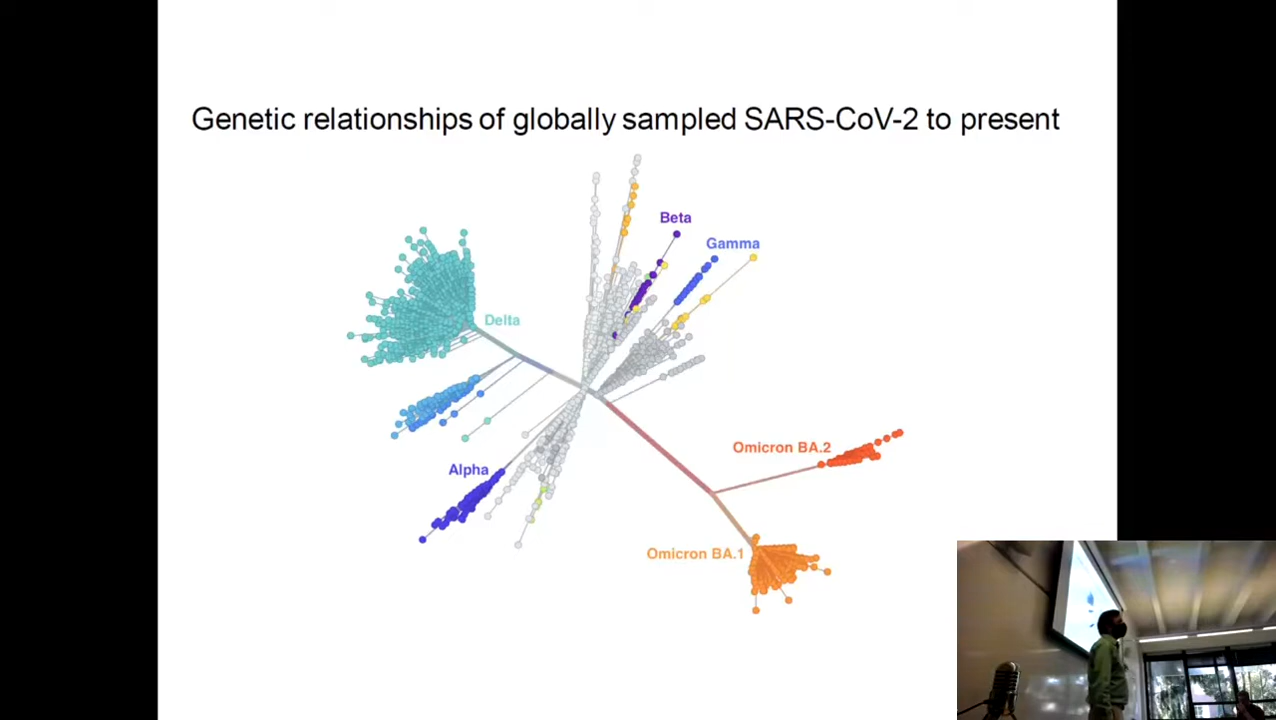 Genetic relationships of globally sampled SARS-CoV-2 to present
Beta
Gamma
Delta
Omicron BA.2
Alpha
Omicron BA.1